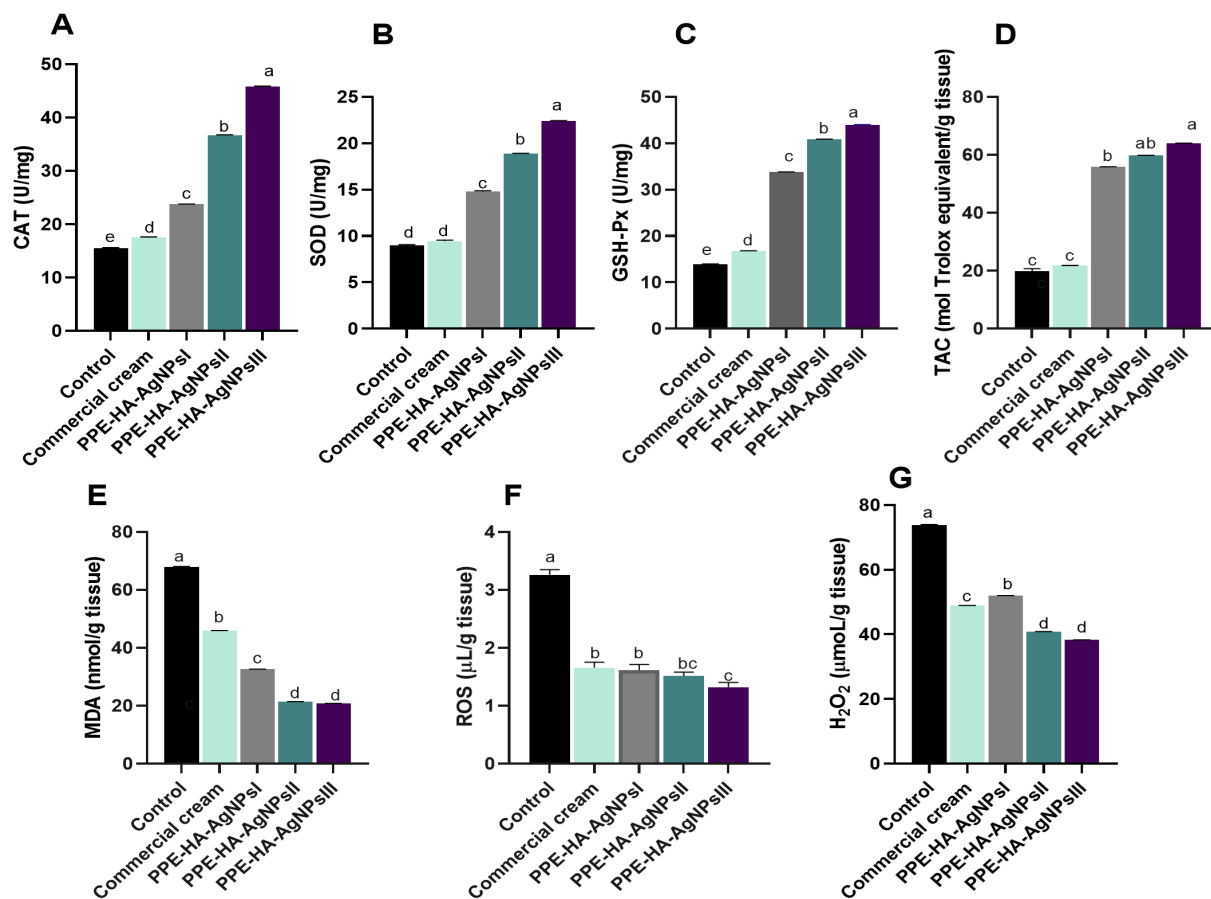 A
CAT (U/mg)
50
40
30
20
10
0
e
d
c
b
a
Control
Commercial cream
PPE-HA-AgNPsI
PPE-HA-AgNPsII
PPE-HA-AgNPsIII
B
SOD (U/mg)
25
20
15
10
5
0
d
d
c
b
a
Control
Commercial cream
PPE-HA-AgNPsI
PPE-HA-AgNPsII
PPE-HA-AgNPsIII
C
GSH-Px (U/mg)
50
40
30
20
10
0
e
d
c
b
a
Control
Commercial cream
PPE-HA-AgNPsI
PPE-HA-AgNPsII
PPE-HA-AgNPsIII
D
TAC (mol Trolox equivalent/g tissue)
80
60
40
20
0
c
c
c
b
ab
a
Control
Commercial cream
PPE-HA-AgNPsI
PPE-HA-AgNPsII
PPE-HA-AgNPsIII
E
MDA (nmol/g tissue)
80
60
40
20
0
a
c
b
c
d
d
Control
Commercial cream
PPE-HA-AgNPsI
PPE-HA-AgNPsII
PPE-HA-AgNPsIII
F
ROS (μL/g tissue)
4
3
2
1
0
a
b
b
bc
c
Control
Commercial cream
PPE-HA-AgNPsI
PPE-HA-AgNPsII
PPE-HA-AgNPsIII
G
H₂O₂ (μmoL/g tissue)
80
60
40
20
0
a
c
b
d
d
Control
Commercial cream
PPE-HA-AgNPsI
PPE-HA-AgNPsII
PPE-HA-AgNPsIII